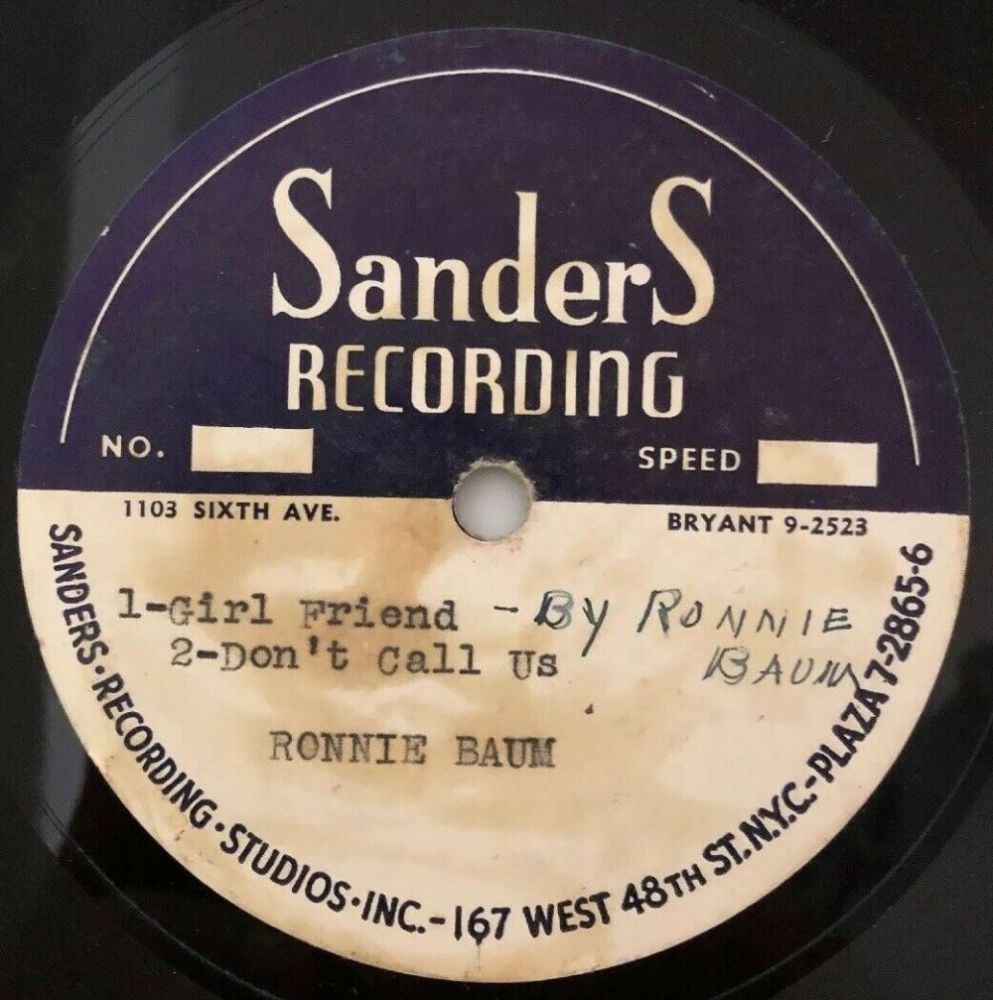 SanderS
RECORDING
NO.
SPEED
1103 SIXTH AVE.
BRYANT 9-2523
1-Girl Friend - BY RONNIE
2-Don't Call Us BAUM
RONNIE BAUM
SANDERS•RECORDING•STUDIOS•INC.-167 WEST 48TH ST.N.Y.C.-PLAZA 7-2865-6